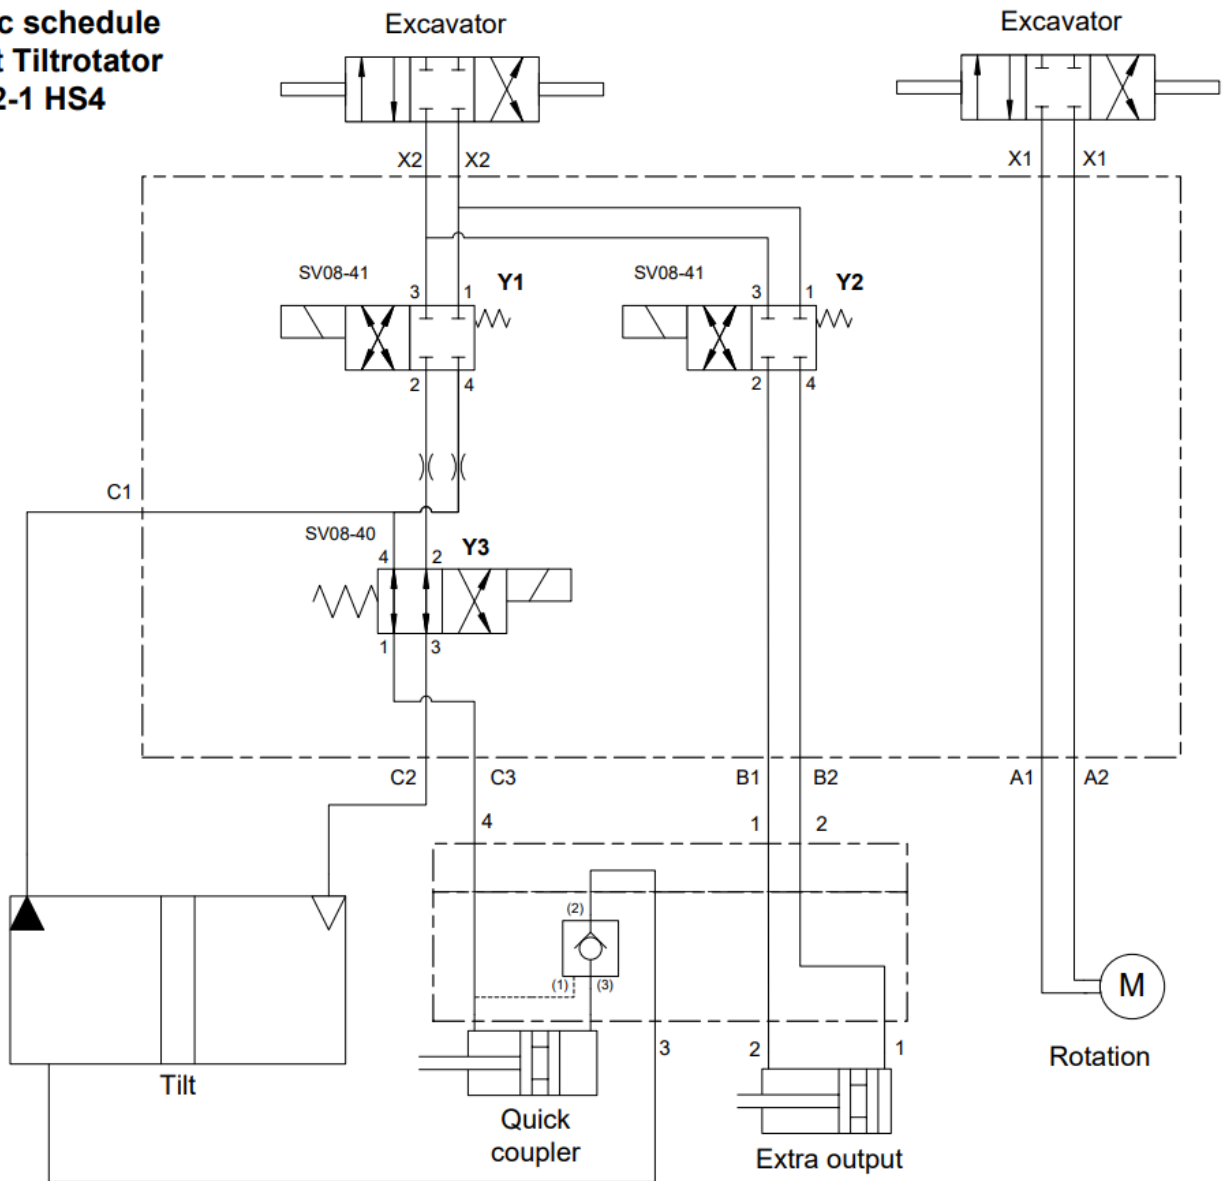 c schedule
t Tiltrotator
2-1 HS4
Excavator
Excavator
X2 X2
X1 X1
SV08-41
3 1 Y1
2 4
SV08-41
3 1 Y2
2 4
C1
SV08-40
4 2 Y3
1 3
C2 C3
B1 B2
A1 A2
4
1 2
(2)
(1) (3)
M
3
2 1
Rotation
Tilt
Quick
coupler
Extra output